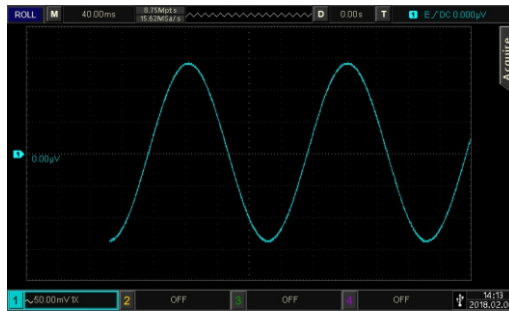 ROLL M 40.00ms 8.75Mpts D 0.00s T 1 E DC 0.000µV
15.62MSa/s
Acquire
1 0.00µV
1 50.00mV 1X 2 OFF 3 OFF 4 OFF 14:13
2018.02.0